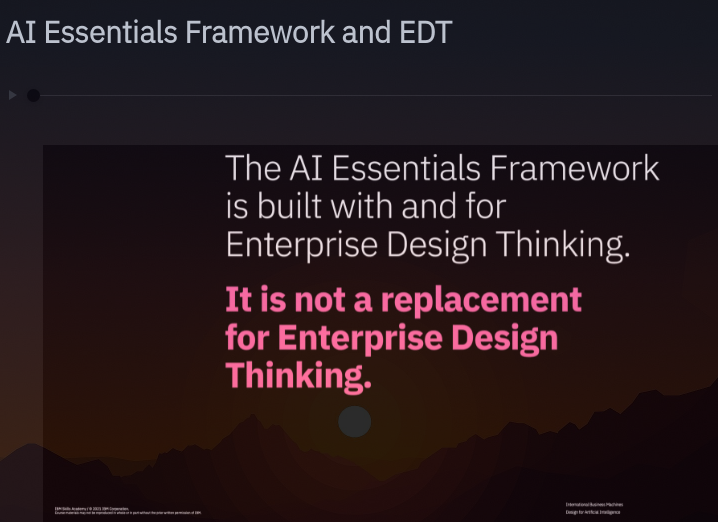 AI Essentials Framework and EDT
The AI Essentials Framework
is built with and for
Enterprise Design Thinking.
It is not a replacement
for Enterprise Design
Thinking.
IBM Skills Academy / © 2021 IBM Corporation
Course materials may not be reproduced in whole or in part without the prior written permission of IBM.
International Business Machines
Design for Artificial Intelligence